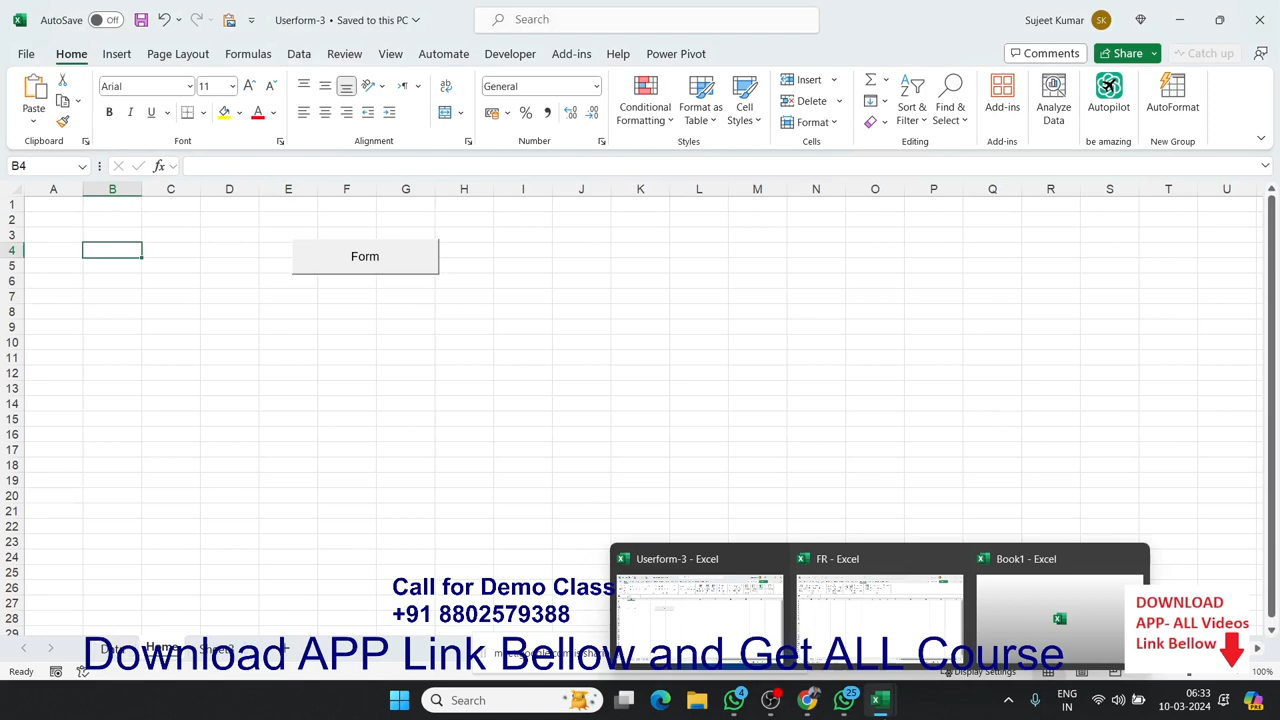 AutoSave Off
Userform-3 • Saved to this PC
Search
Sujeet Kumar SK
File Home Insert Page Layout Formulas Data Review View Automate Developer Add-ins Help Power Pivot
Comments Share Catch up
Paste
Arial 11
B I U
General
Conditional Formatting
Format as Table
Cell Styles
Insert
Delete
Format
Sort & Filter
Find & Select
Add-ins
Analyze Data
Autopilot
AutoFormat
Clipboard Font Alignment Number Styles Cells Editing Add-ins be amazing New Group
B4 fx
A B C D E F G H I J K L M N O P Q R S T U
1
2
3
4
5
6
7
8
9
10
11
12
13
14
15
16
17
18
19
20
21
22
23
24
25
26
27
28
29
Form
Userform-3 - Excel FR - Excel Book1 - Excel
Call for Demo Class
+91 8802579388
DOWNLOAD
APP- ALL Videos
Link Bellow
Home
Download APP Link Bellow and Get ALL Course
Display Settings 100%
Search
4 25
ENG
IN
06:33
10-03-2024